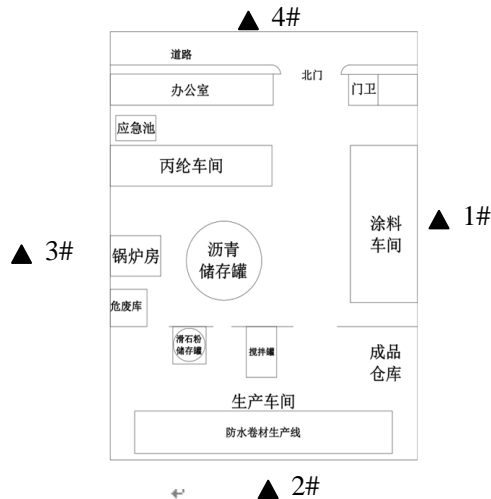 ▲ 4#
道路
北门
办公室
门卫
应急池
丙纶车间
▲ 1#
涂料
车间
▲ 3#
锅炉房
沥青
储存罐
危废库
滑石粉
储存罐
搅拌罐
成品
仓库
生产车间
防水卷材生产线
▲ 2#